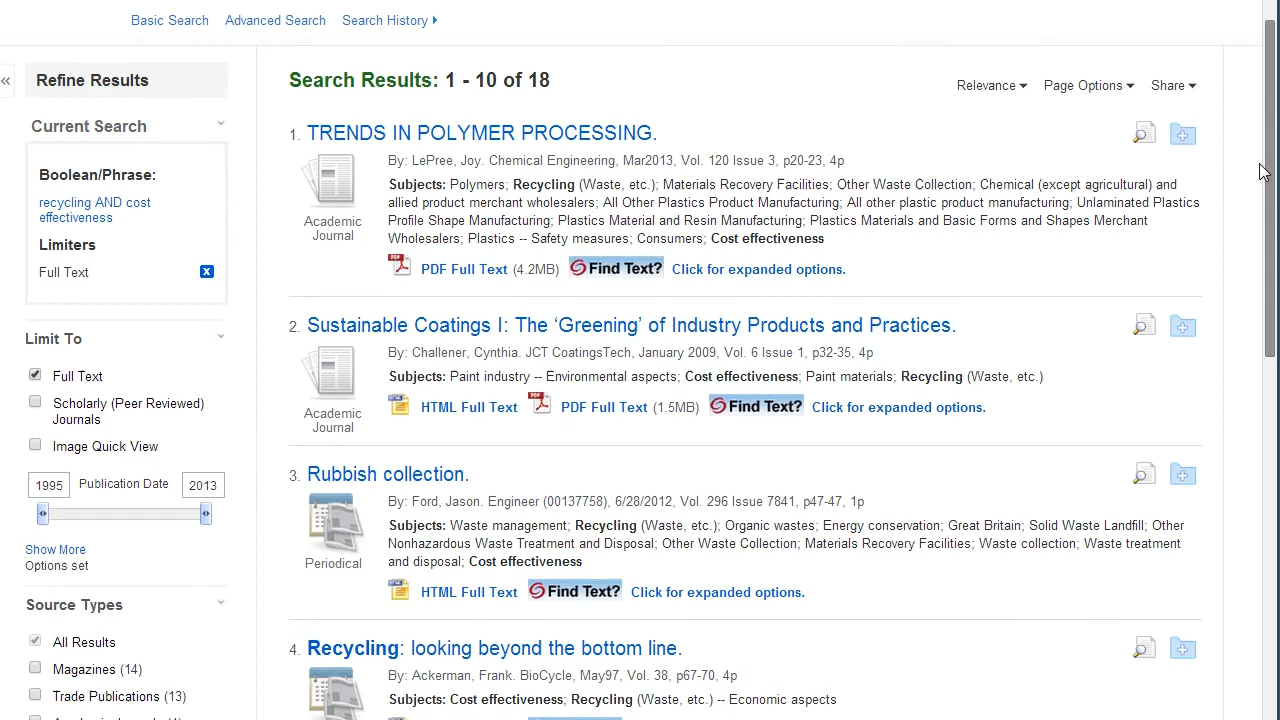 Basic Search Advanced Search Search History
Refine Results
Current Search
Boolean/Phrase:
recycling AND cost
effectiveness
Limiters
Full Text
Limit To
Full Text
Scholarly (Peer Reviewed)
Journals
Image Quick View
1995 Publication Date 2013
Show More
Options set
Source Types
All Results
Magazines (14)
Trade Publications (13)
Search Results: 1 - 10 of 18
Relevance Page Options Share
1. TRENDS IN POLYMER PROCESSING.
By: LePree, Joy. Chemical Engineering, Mar2013, Vol. 120 Issue 3, p20-23, 4p
Subjects: Polymers; Recycling (Waste, etc.); Materials Recovery Facilities; Other Waste Collection; Chemical (except agricultural) and
allied product merchant wholesalers; All Other Plastics Product Manufacturing; All other plastic product manufacturing; Unlaminated Plastics
Profile Shape Manufacturing; Plastics Material and Resin Manufacturing; Plastics Materials and Basic Forms and Shapes Merchant
Wholesalers; Plastics -- Safety measures; Consumers; Cost effectiveness
Academic
Journal
PDF Full Text (4.2MB) Find Text? Click for expanded options.
2. Sustainable Coatings I: The ‘Greening’ of Industry Products and Practices.
By: Challener, Cynthia. JCT CoatingsTech, January 2009, Vol. 6 Issue 1, p32-35, 4p
Subjects: Paint industry -- Environmental aspects; Cost effectiveness; Paint materials; Recycling (Waste, etc.)
Academic
Journal
HTML Full Text PDF Full Text (1.5MB) Find Text? Click for expanded options.
3. Rubbish collection.
By: Ford, Jason. Engineer (00137758), 6/28/2012, Vol. 296 Issue 7841, p47-47, 1p
Subjects: Waste management; Recycling (Waste, etc.); Organic wastes; Energy conservation; Great Britain; Solid Waste Landfill; Other
Nonhazardous Waste Treatment and Disposal; Other Waste Collection; Materials Recovery Facilities; Waste collection; Waste treatment
and disposal; Cost effectiveness
Periodical
HTML Full Text Find Text? Click for expanded options.
4. Recycling: looking beyond the bottom line.
By: Ackerman, Frank. BioCycle, May97, Vol. 38, p67-70, 4p
Subjects: Cost effectiveness; Recycling (Waste, etc.) -- Economic aspects